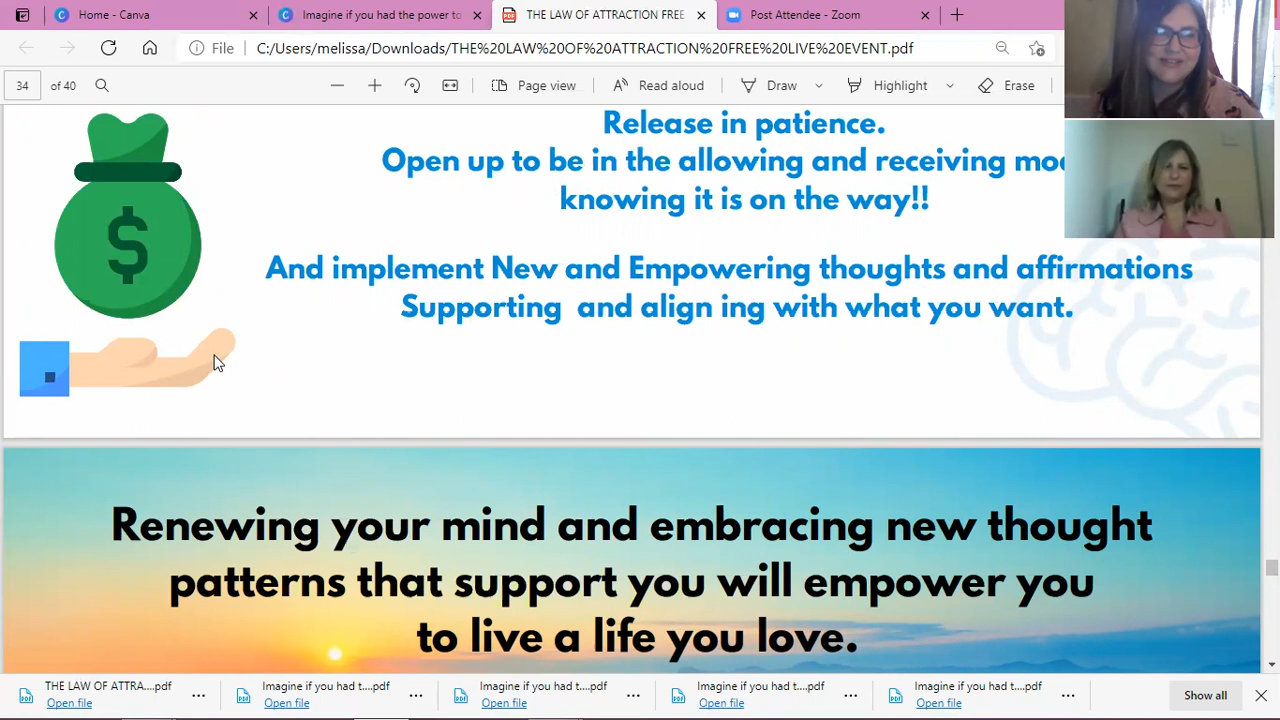 Home - Canva
Imagine if you had the power to
THE LAW OF ATTRACTION FREE
Post Attendee - Zoom
File
C:/Users/melissa/Downloads/THE%20LAW%20OF%20ATTRACTION%20FREE%20LIVE%20EVENT.pdf
34 of 40
Page view
Read aloud
Draw
Highlight
Erase
Release in patience.
Open up to be in the allowing and receiving mo
knowing it is on the way!!
And implement New and Empowering thoughts and affirmations
Supporting and align ing with what you want.
$
Renewing your mind and embracing new thought
patterns that support you will empower you
to live a life you love.
THE LAW OF ATTRA....pdf
Open file
Imagine if you had t....pdf
Open file
Imagine if you had t....pdf
Open file
Imagine if you had t....pdf
Open file
Imagine if you had t....pdf
Open file
Show all